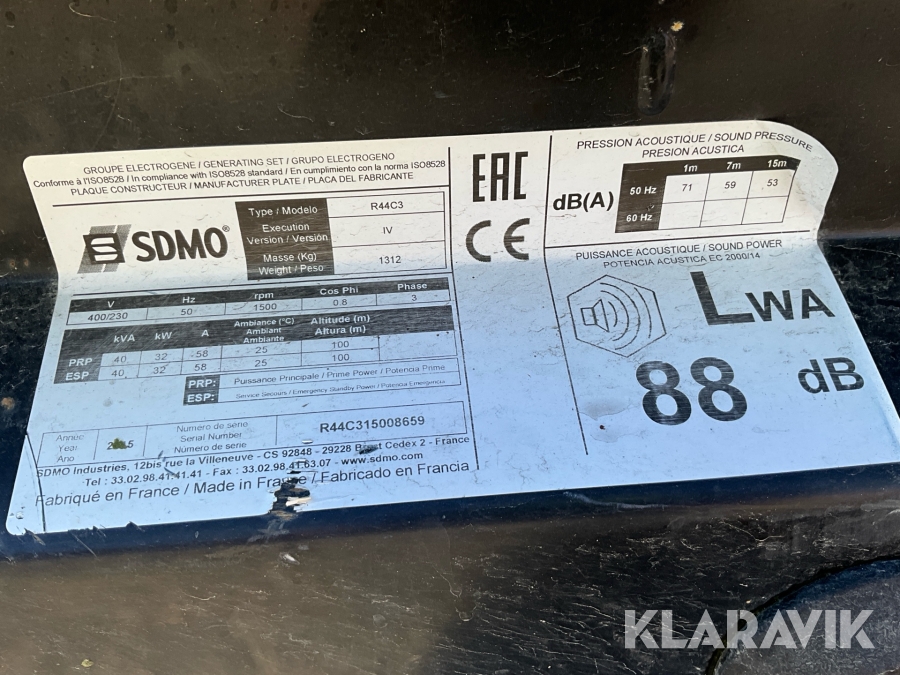 GROUPE ELECTROGENE / GENERATING SET / GRUPO ELECTROGENO
Conforme à l'ISO8528 / In compliance with ISO8528 standard / En cumplimiento con la norma ISO8528
PLAQUE CONSTRUCTEUR / MANUFACTURER PLATE / PLACA DEL FABRICANTE
SDMO®
Type / Modelo R44C3
Execution
Version / Versión IV
Masse (Kg)
Weight / Peso 1312
V Hz rpm Cos Phi Phase
400/230 50 1500 0.8 3
kVA kW A Ambiance (°C) Ambiant Ambiante Altitude (m) Altura (m)
PRP 40 32 58 25 100
ESP 40 32 58 25 100
PRP: Puissance Principale / Prime Power / Potencia Prime
ESP: Service Secours / Emergency Standby Power / Potencia Emergencia
Année
Year
Ano
Numéro de série
Serial Number
Numero de serie
R44C315008659
SDMO Industries, 12bis rue la Villeneuve - CS 92848 - 29228 Brest Cedex 2 - France
Tel : 33.02.98.41.41.41 - Fax : 33.02.98.41.63.07 - www.sdmo.com
Fabriqué en France / Made in France / Fabricado en Francia
EAC
CE
PRESSION ACOUSTIQUE / SOUND PRESSURE
PRESION ACUSTICA
dB(A)
1m 7m 15m
50 Hz 71 59 53
60 Hz
PUISSANCE ACOUSTIQUE / SOUND POWER
POTENCIA ACUSTICA EC 2000/14
LWA
88 dB
KLARAVIK